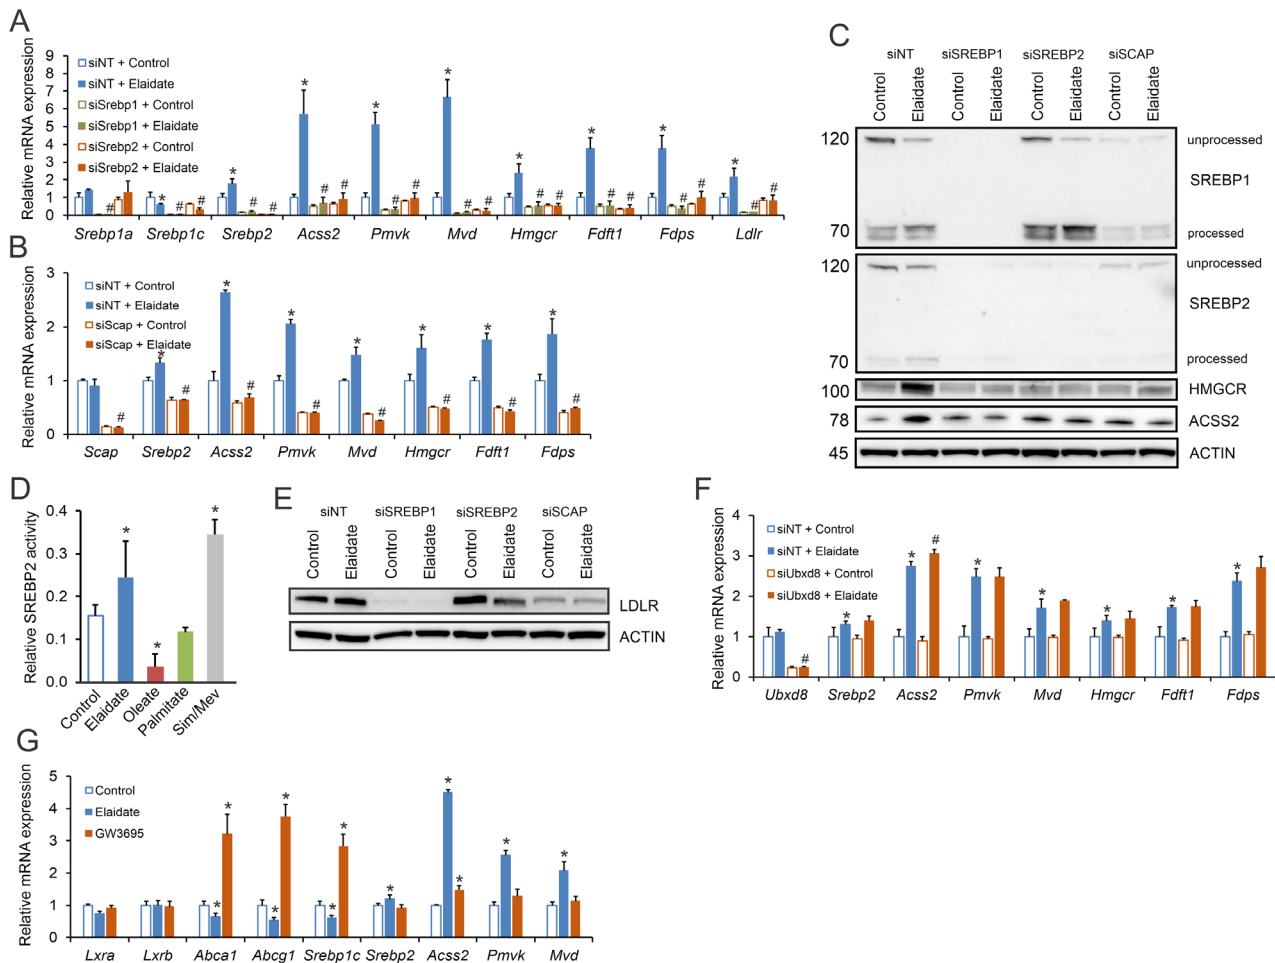 A
Relative mRNA expression
9
8
7
6
5
4
3
2
1
0
siNT + Control
siNT + Elaidate
siSrebp1 + Control
siSrebp1 + Elaidate
siSrebp2 + Control
siSrebp2 + Elaidate
* * * * * * * * *
# # # # # # # # # # # # # # # # # #
Srebp1a Srebp1c Srebp2 Acss2 Pmvk Mvd Hmgcr Fdft1 Fdps Ldlr
B
Relative mRNA expression
3
2
1
0
siNT + Control
siNT + Elaidate
siScap + Control
siScap + Elaidate
* * * * * * *
# # # # # # # #
Scap Srebp2 Acss2 Pmvk Mvd Hmgcr Fdft1 Fdps
C
siNT siSREBP1 siSREBP2 siSCAP
Control Elaidate Control Elaidate Control Elaidate Control Elaidate
120 unprocessed
SREBP1
70 processed
120 unprocessed
SREBP2
70 processed
100 HMGCR
78 ACSS2
45 ACTIN
D
Relative SREBP2 activity
0.4
0.3
0.2
0.1
0.0
* * *
Control Elaidate Oleate Palmitate Sim/Mev
E
siNT siSREBP1 siSREBP2 siSCAP
Control Elaidate Control Elaidate Control Elaidate Control Elaidate
LDLR
ACTIN
F
Relative mRNA expression
4
3
2
1
0
siNT + Control
siNT + Elaidate
siUbxd8 + Control
siUbxd8 + Elaidate
# * # * * * * * *
Ubxd8 Srebp2 Acss2 Pmvk Mvd Hmgcr Fdft1 Fdps
G
Relative mRNA expression
5
4
3
2
1
0
Control
Elaidate
GW3695
* * * * * * * * * * *
Lxra Lxrb Abca1 Abcg1 Srebp1c Srebp2 Acss2 Pmvk Mvd